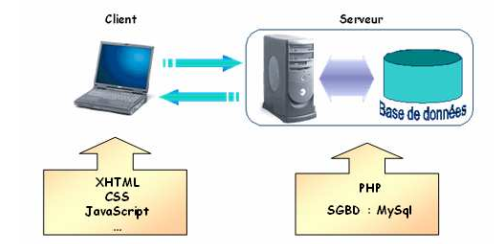 Client
Serveur
Base de données
XHTML
CSS
JavaScript
...
PHP
SGBD : MySql